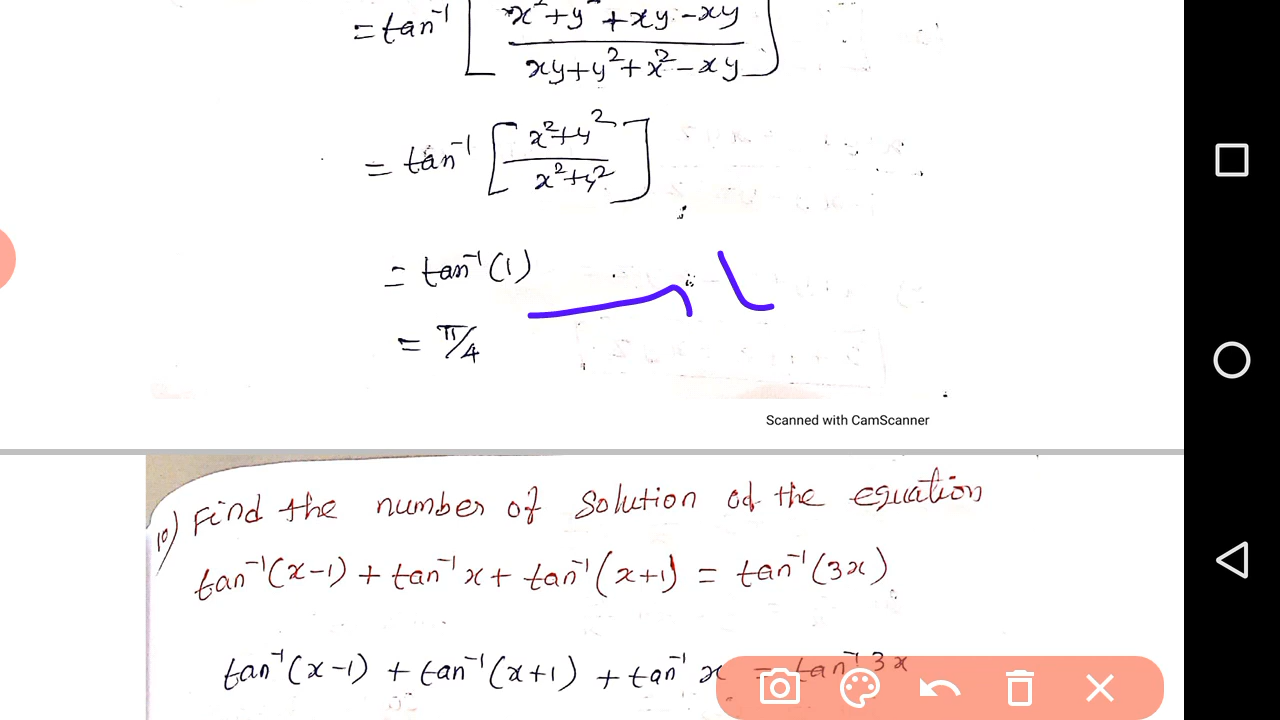 = tan⁻¹ [ x²+y²+xy-xy / xy+y²+x²-xy ]
= tan⁻¹ [ x²+y² / x²+y² ]
= tan⁻¹(1)
= π/4
Scanned with CamScanner
10) Find the number of solution of the equation
tan⁻¹(x-1) + tan⁻¹x + tan⁻¹(x+1) = tan⁻¹(3x)
tan⁻¹(x-1) + tan⁻¹(x+1) + tan⁻¹x = tan⁻¹3x